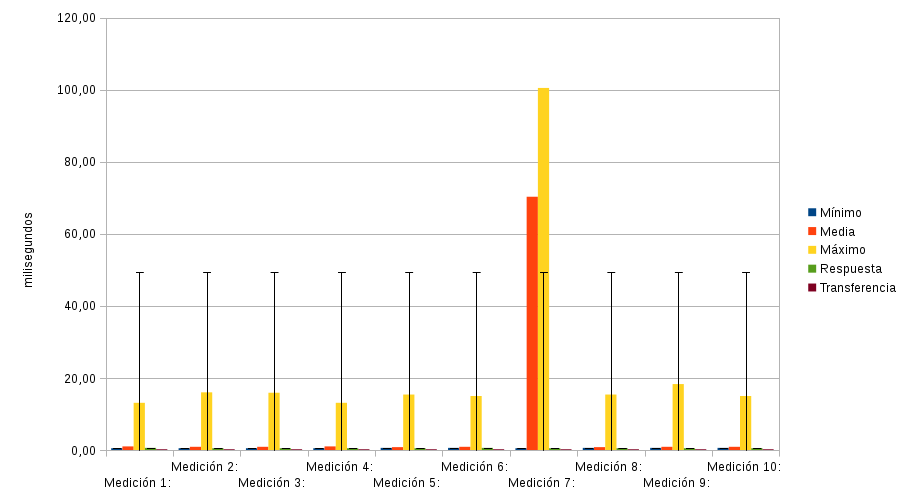 120,00
100,00
80,00
60,00
40,00
20,00
0,00
milisegundos
Medición 1:
Medición 2:
Medición 3:
Medición 4:
Medición 5:
Medición 6:
Medición 7:
Medición 8:
Medición 9:
Medición 10:
Mínimo
Media
Máximo
Respuesta
Transferencia